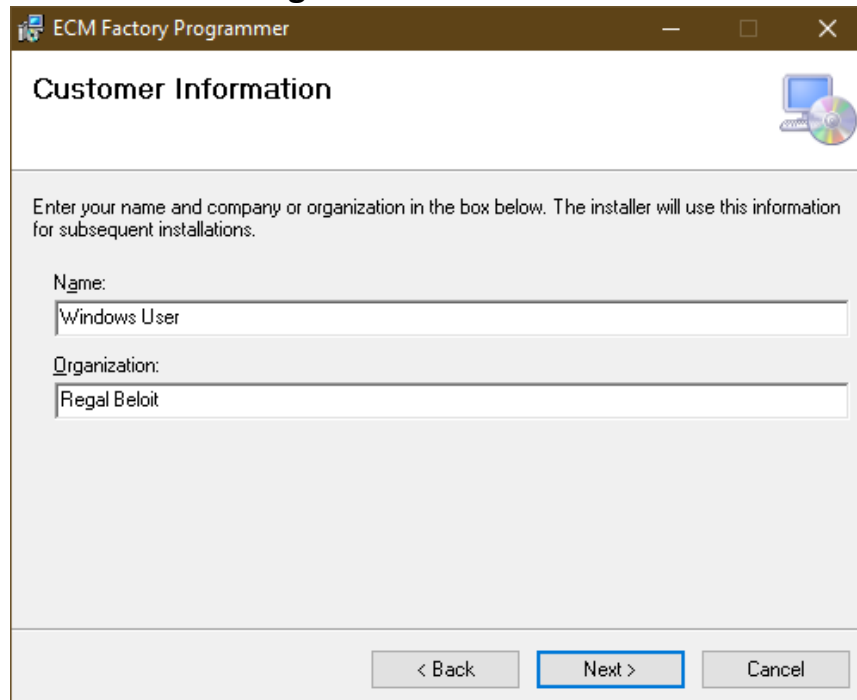 ECM Factory Programmer
Customer Information
Enter your name and company or organization in the box below. The installer will use this information
for subsequent installations.
Name:
Windows User
Organization:
Regal Beloit
< Back
Next >
Cancel